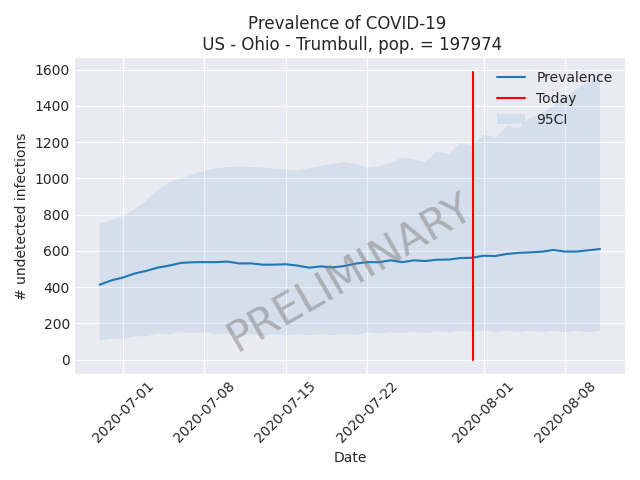 Prevalence of COVID-19
US - Ohio - Trumbull, pop. = 197974
1600
1400
1200
1000
800
600
400
200
0
# undetected infections
Prevalence
Today
95CI
PRELIMINARY
2020-07-01
2020-07-08
2020-07-15
2020-07-22
2020-08-01
2020-08-08
Date